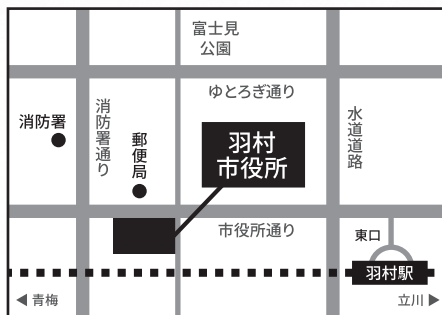 富士見
公園
ゆとろぎ通り
消防署
消防署通り
郵便局
羽村
市役所
水道道路
市役所通り
東口
羽村駅
◀青梅
立川▶